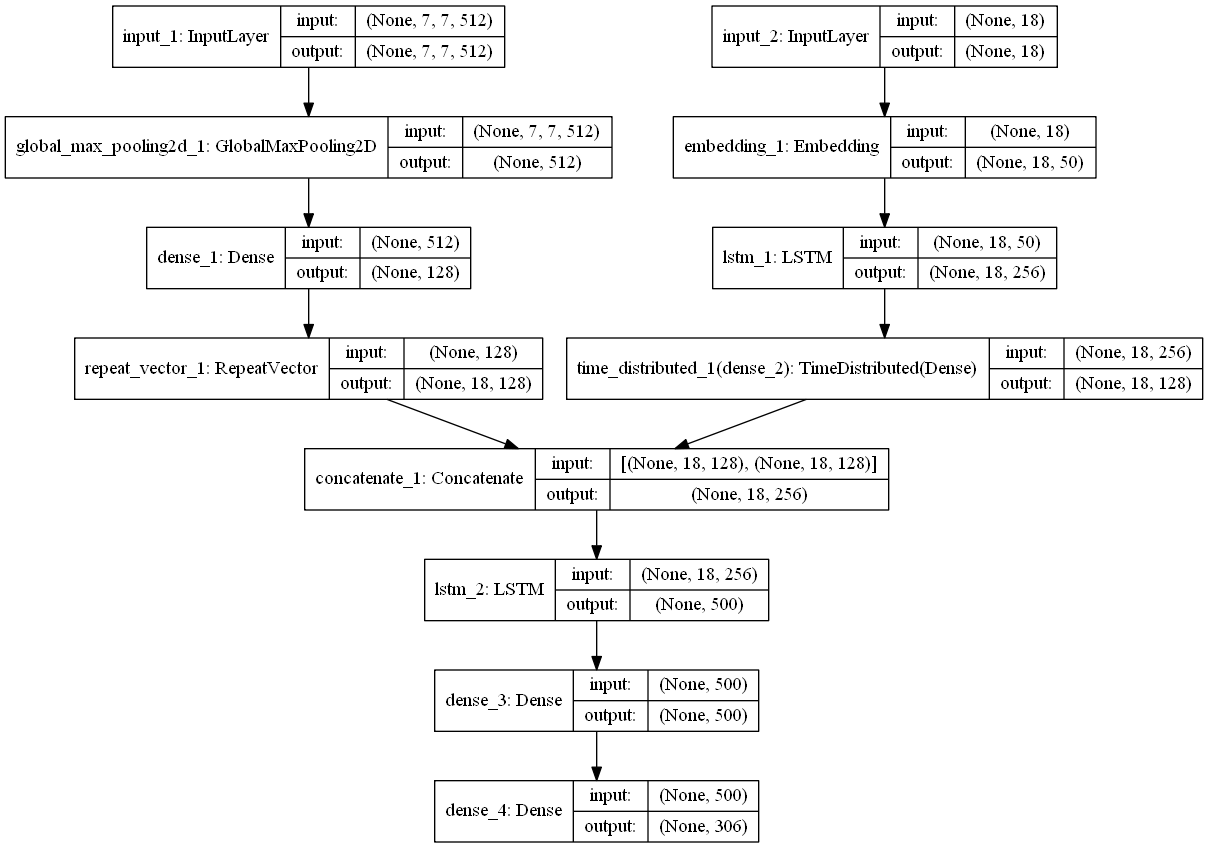 input_1: InputLayer
input: (None, 7, 7, 512)
output: (None, 7, 7, 512)
input_2: InputLayer
input: (None, 18)
output: (None, 18)
global_max_pooling2d_1: GlobalMaxPooling2D
input: (None, 7, 7, 512)
output: (None, 512)
embedding_1: Embedding
input: (None, 18)
output: (None, 18, 50)
dense_1: Dense
input: (None, 512)
output: (None, 128)
lstm_1: LSTM
input: (None, 18, 50)
output: (None, 18, 256)
repeat_vector_1: RepeatVector
input: (None, 128)
output: (None, 18, 128)
time_distributed_1(dense_2): TimeDistributed(Dense)
input: (None, 18, 256)
output: (None, 18, 128)
concatenate_1: Concatenate
input: [(None, 18, 128), (None, 18, 128)]
output: (None, 18, 256)
lstm_2: LSTM
input: (None, 18, 256)
output: (None, 500)
dense_3: Dense
input: (None, 500)
output: (None, 500)
dense_4: Dense
input: (None, 500)
output: (None, 306)